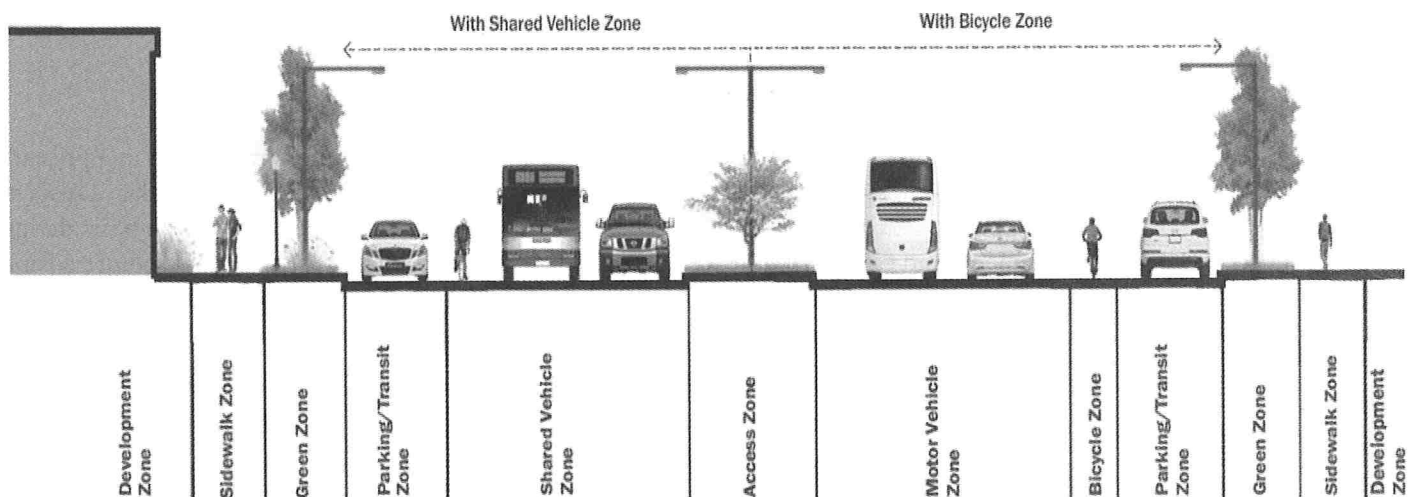 With Shared Vehicle Zone
With Bicycle Zone
Development
Zone
Sidewalk Zone
Green Zone
Parking/Transit
Zone
Shared Vehicle
Zone
Access Zone
Motor Vehicle
Zone
Bicycle Zone
Parking/Transit
Zone
Green Zone
Sidewalk Zone
Development
Zone